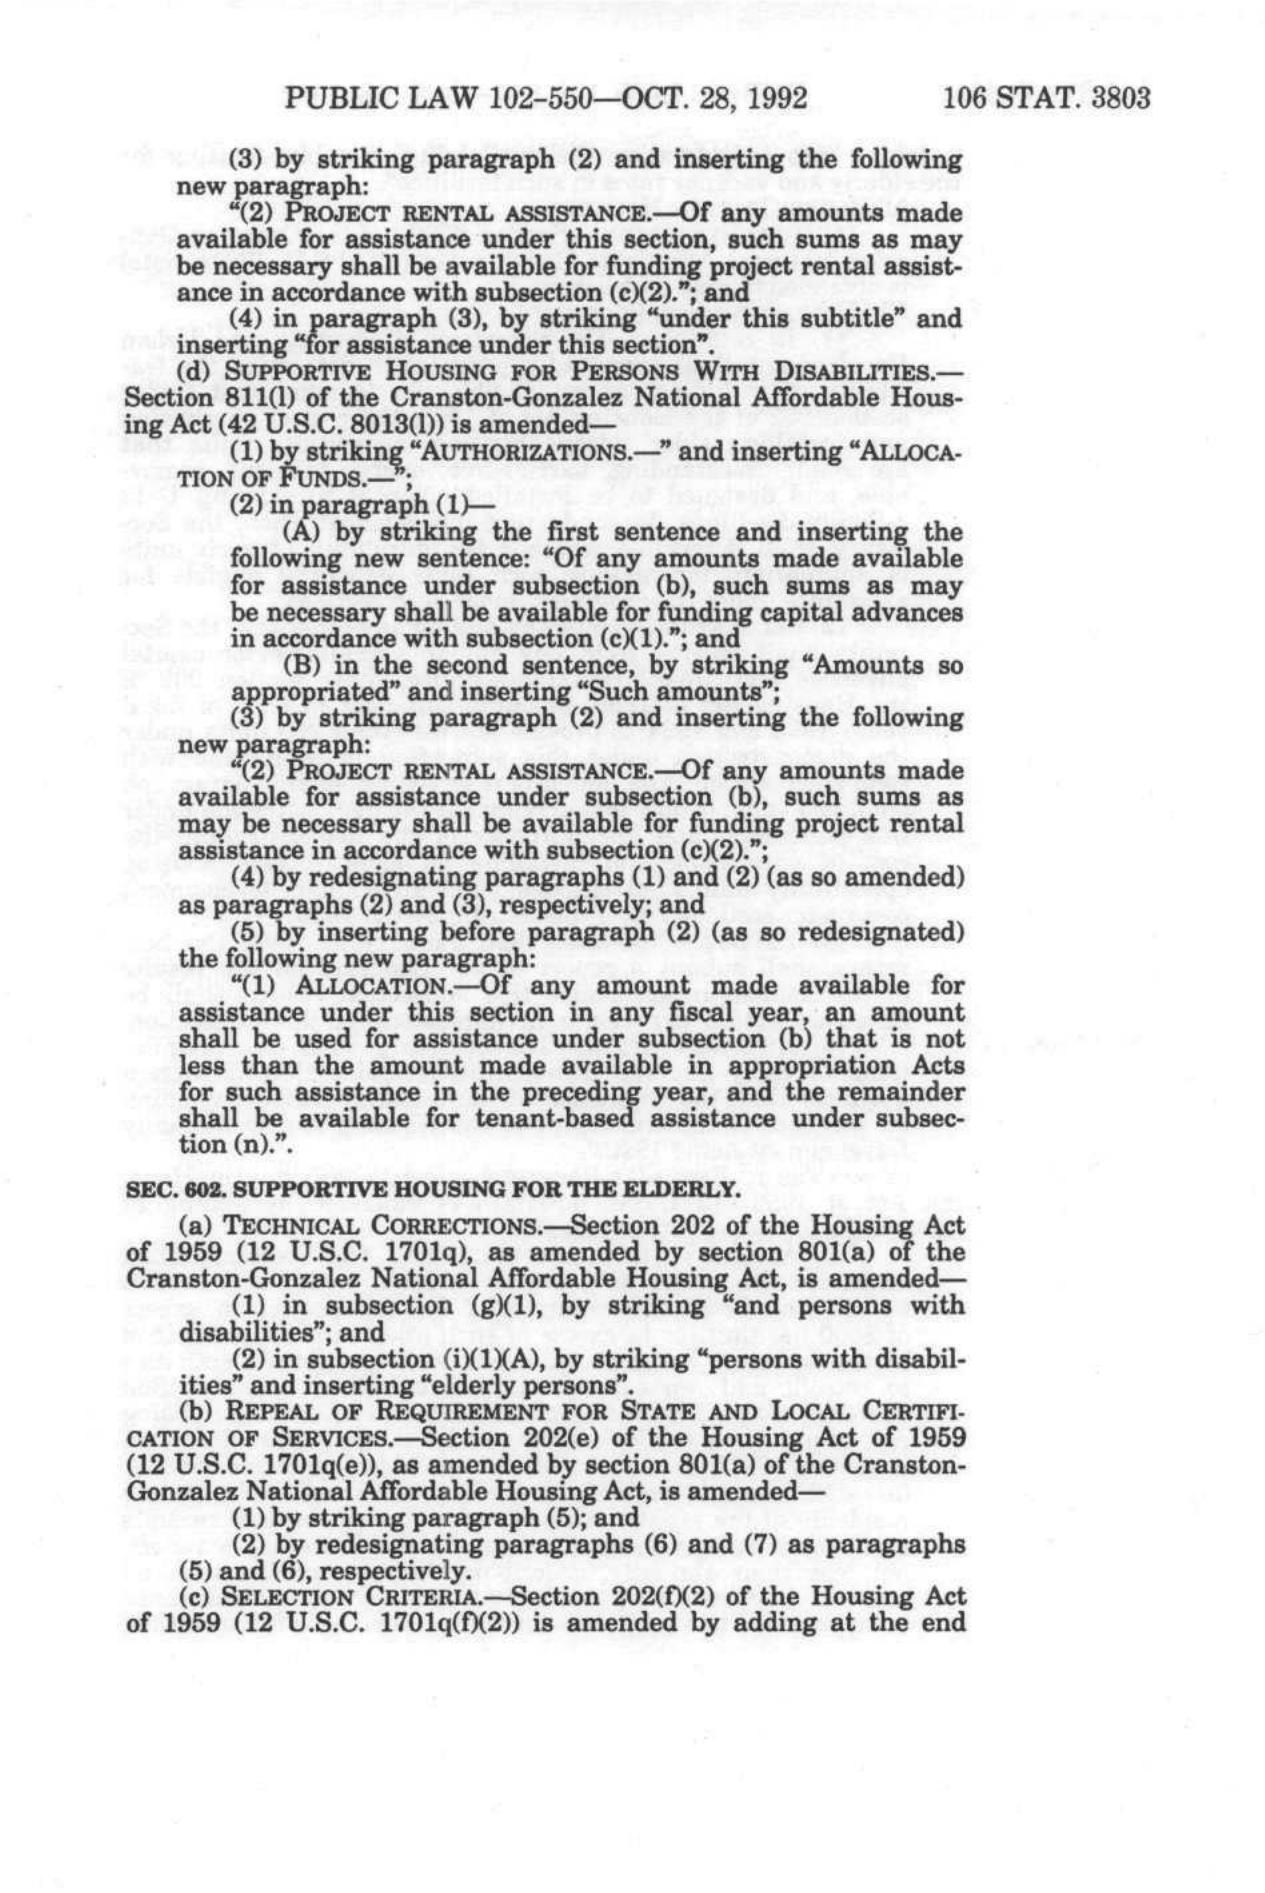 PUBLIC LAW 102-550—OCT. 28, 1992 106 STAT. 3803
(3) by striking paragraph (2) and inserting the following
new paragraph:
“(2) PROJECT RENTAL ASSISTANCE.—Of any amounts made
available for assistance under this section, such sums as may
be necessary shall be available for funding project rental assist-
ance in accordance with subsection (c)(2).”; and
(4) in paragraph (3), by striking “under this subtitle” and
inserting “for assistance under this section”.
(d) SUPPORTIVE HOUSING FOR PERSONS WITH DISABILITIES.—
Section 811(l) of the Cranston-Gonzalez National Affordable Hous-
ing Act (42 U.S.C. 8013(l)) is amended—
(1) by striking “AUTHORIZATIONS.—” and inserting “ALLOCA-
TION OF FUNDS.—”;
(2) in paragraph (1)—
(A) by striking the first sentence and inserting the
following new sentence: “Of any amounts made available
for assistance under subsection (b), such sums as may
be necessary shall be available for funding capital advances
in accordance with subsection (c)(1).”; and
(B) in the second sentence, by striking “Amounts so
appropriated” and inserting “Such amounts”;
(3) by striking paragraph (2) and inserting the following
new paragraph:
“(2) PROJECT RENTAL ASSISTANCE.—Of any amounts made
available for assistance under subsection (b), such sums as
may be necessary shall be available for funding project rental
assistance in accordance with subsection (c)(2).”;
(4) by redesignating paragraphs (1) and (2) (as so amended)
as paragraphs (2) and (3), respectively; and
(5) by inserting before paragraph (2) (as so redesignated)
the following new paragraph:
“(1) ALLOCATION.—Of any amount made available for
assistance under this section in any fiscal year, an amount
shall be used for assistance under subsection (b) that is not
less than the amount made available in appropriation Acts
for such assistance in the preceding year, and the remainder
shall be available for tenant-based assistance under subsec-
tion (n).”.
SEC. 602. SUPPORTIVE HOUSING FOR THE ELDERLY.
(a) TECHNICAL CORRECTIONS.—Section 202 of the Housing Act
of 1959 (12 U.S.C. 1701q), as amended by section 801(a) of the
Cranston-Gonzalez National Affordable Housing Act, is amended—
(1) in subsection (g)(1), by striking “and persons with
disabilities”; and
(2) in subsection (i)(1)(A), by striking “persons with disabil-
ities” and inserting “elderly persons”.
(b) REPEAL OF REQUIREMENT FOR STATE AND LOCAL CERTIFI-
CATION OF SERVICES.—Section 202(e) of the Housing Act of 1959
(12 U.S.C. 1701q(e)), as amended by section 801(a) of the Cranston-
Gonzalez National Affordable Housing Act, is amended—
(1) by striking paragraph (5); and
(2) by redesignating paragraphs (6) and (7) as paragraphs
(5) and (6), respectively.
(c) SELECTION CRITERIA.—Section 202(f)(2) of the Housing Act
of 1959 (12 U.S.C. 1701q(f)(2)) is amended by adding at the end